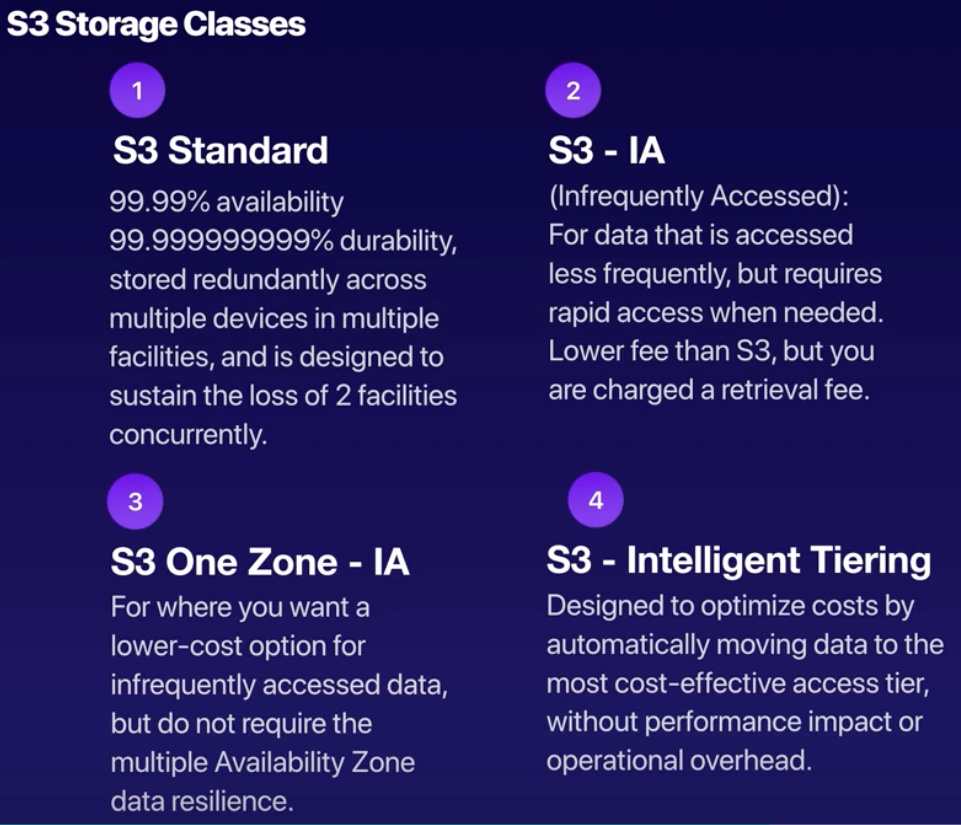 S3 Storage Classes
1
S3 Standard
99.99% availability
99.999999999% durability,
stored redundantly across
multiple devices in multiple
facilities, and is designed to
sustain the loss of 2 facilities
concurrently.
2
S3 - IA
(Infrequently Accessed):
For data that is accessed
less frequently, but requires
rapid access when needed.
Lower fee than S3, but you
are charged a retrieval fee.
3
S3 One Zone - IA
For where you want a
lower-cost option for
infrequently accessed data,
but do not require the
multiple Availability Zone
data resilience.
4
S3 - Intelligent Tiering
Designed to optimize costs by
automatically moving data to the
most cost-effective access tier,
without performance impact or
operational overhead.